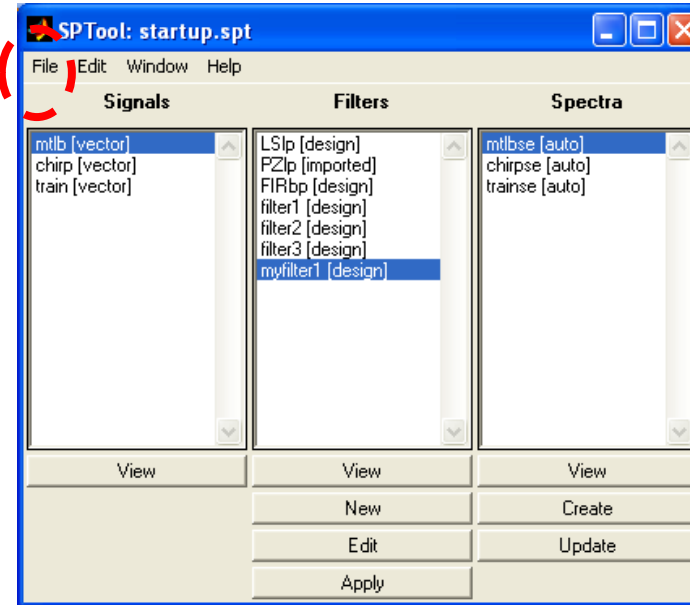 SPTool: startup.spt
File Edit Window Help
Signals
Filters
Spectra
mtlb [vector]
chirp [vector]
train [vector]
LSlp [design]
PZlp [imported]
FIRbp [design]
filter1 [design]
filter2 [design]
filter3 [design]
myfilter1 [design]
mtlbse [auto]
chirpse [auto]
trainse [auto]
View
View
View
New
Create
Edit
Update
Apply